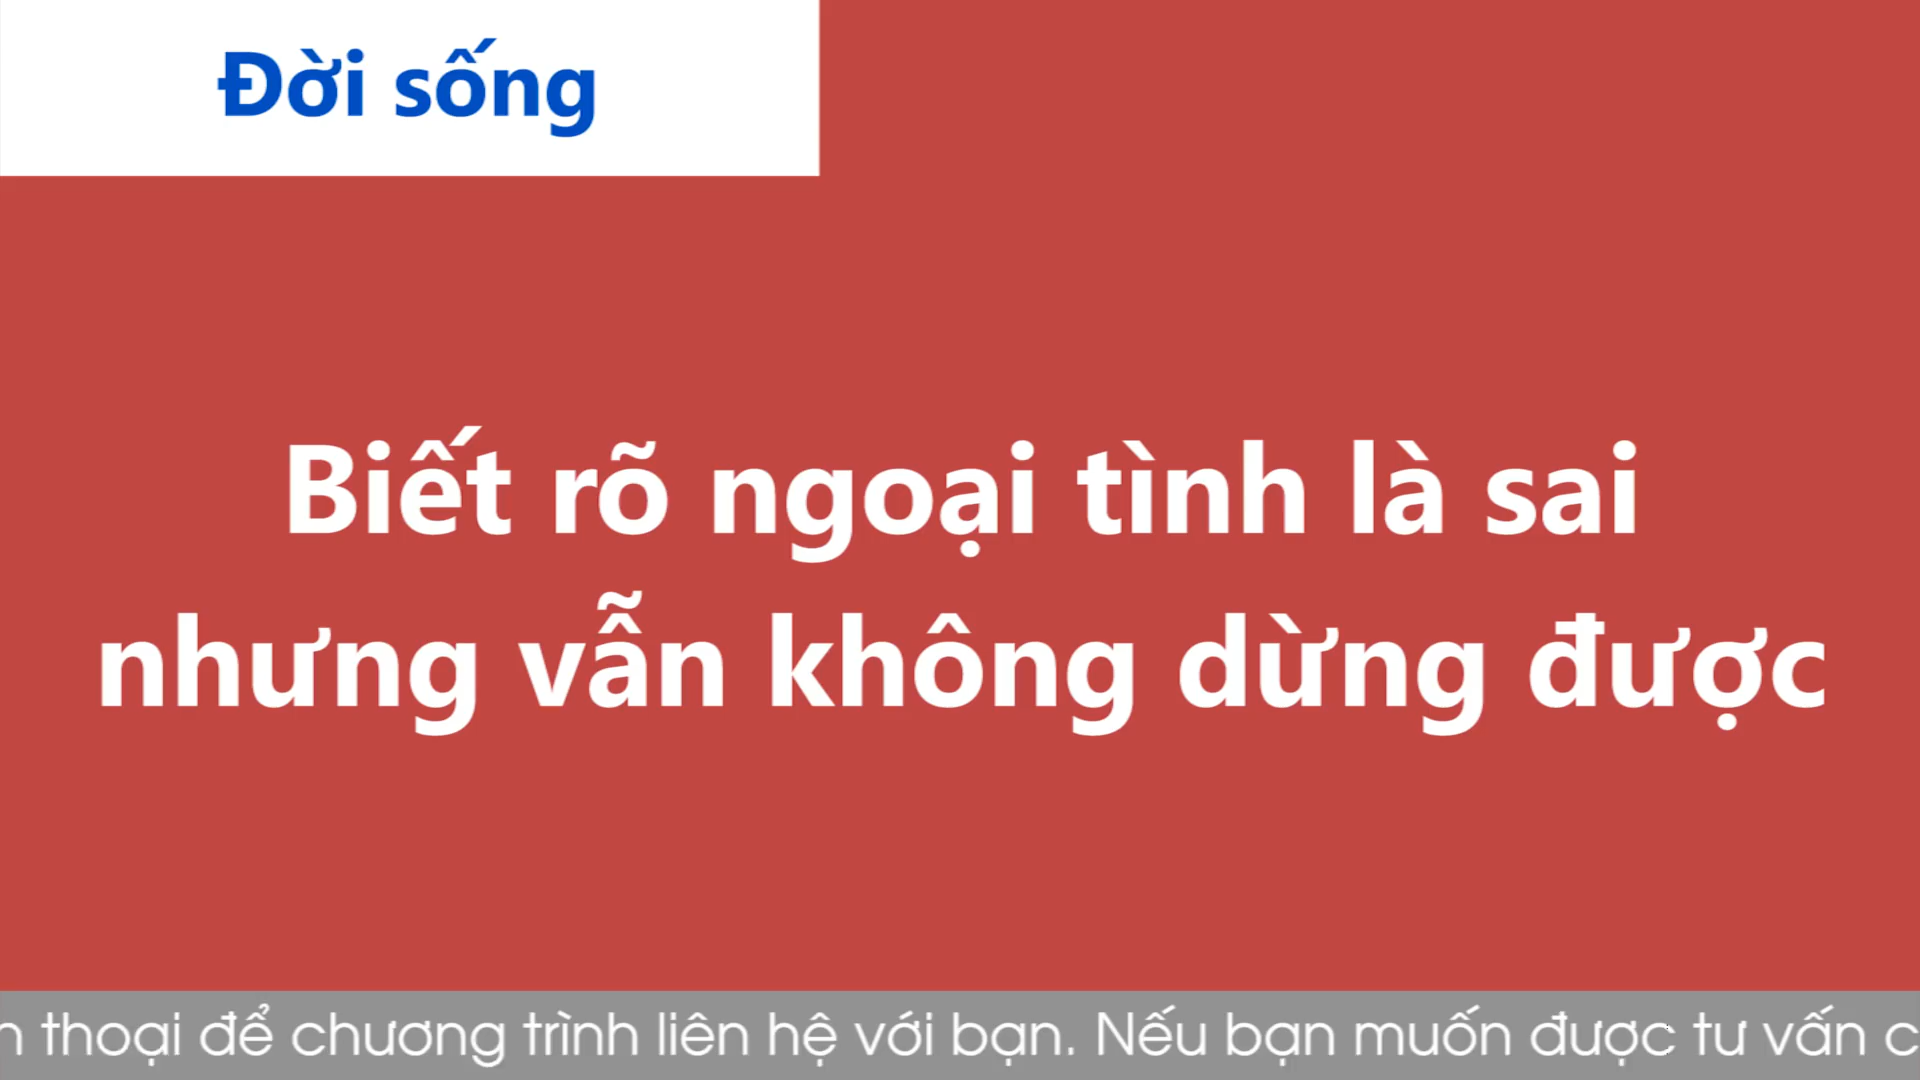 Đời sống
Biết rõ ngoại tình là sai
nhưng vẫn không dừng được
thoại để chương trình liên hệ với bạn. Nếu bạn muốn được tư vấn